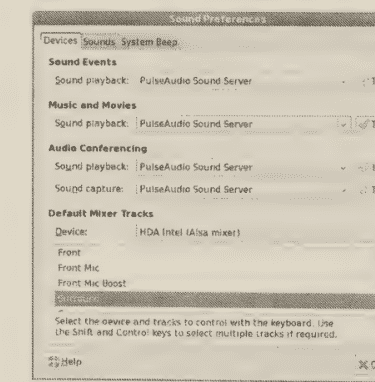 Sound Preferences
Devices Sounds System Beep
Sound Events
Sound playback: PulseAudio Sound Server
Music and Movies
Sound playback: PulseAudio Sound Server
Audio Conferencing
Sound playback: PulseAudio Sound Server
Sound capture: PulseAudio Sound Server
Default Mixer Tracks
Device: HDA Intel (Alsa mixer)
Front
Front Mic
Front Mic Boost
Surround
Select the device and tracks to control with the keyboard. Use
the Shift and Control keys to select multiple tracks if required.
Help